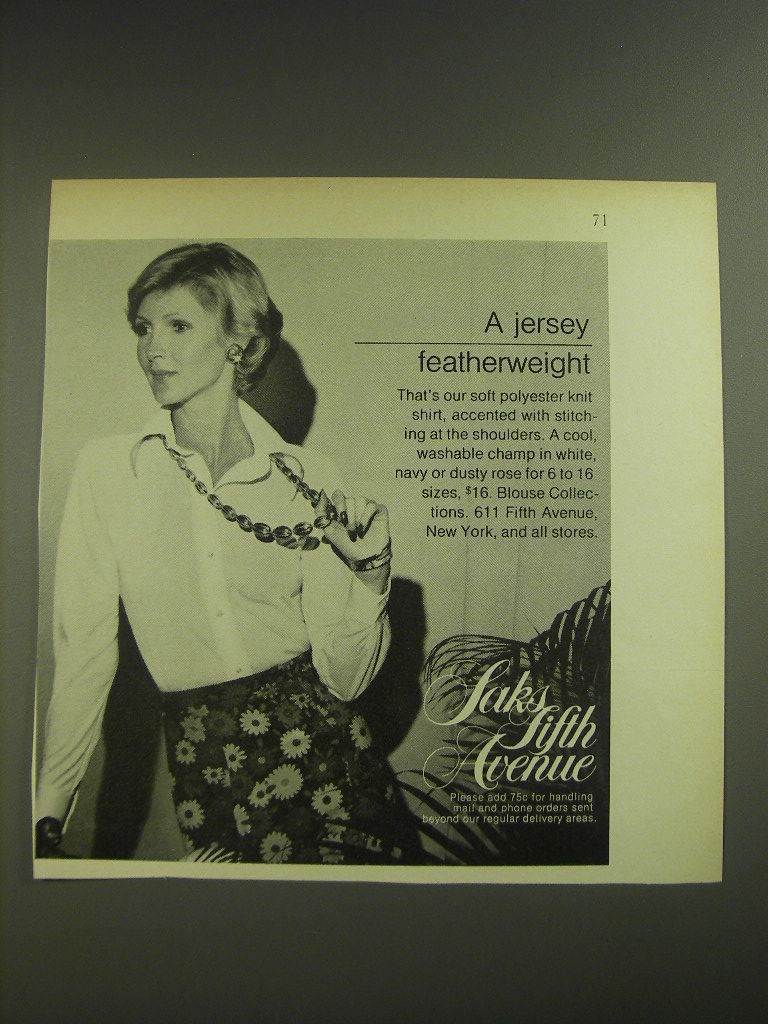 71
A jersey
featherweight
That's our soft polyester knit
shirt, accented with stitch-
ing at the shoulders. A cool,
washable champ in white,
navy or dusty rose for 6 to 16
sizes, $16. Blouse Collec-
tions. 611 Fifth Avenue,
New York, and all stores.
Saks
Fifth
Avenue
Please add 75c for handling
mail and phone orders sent
beyond our regular delivery areas.